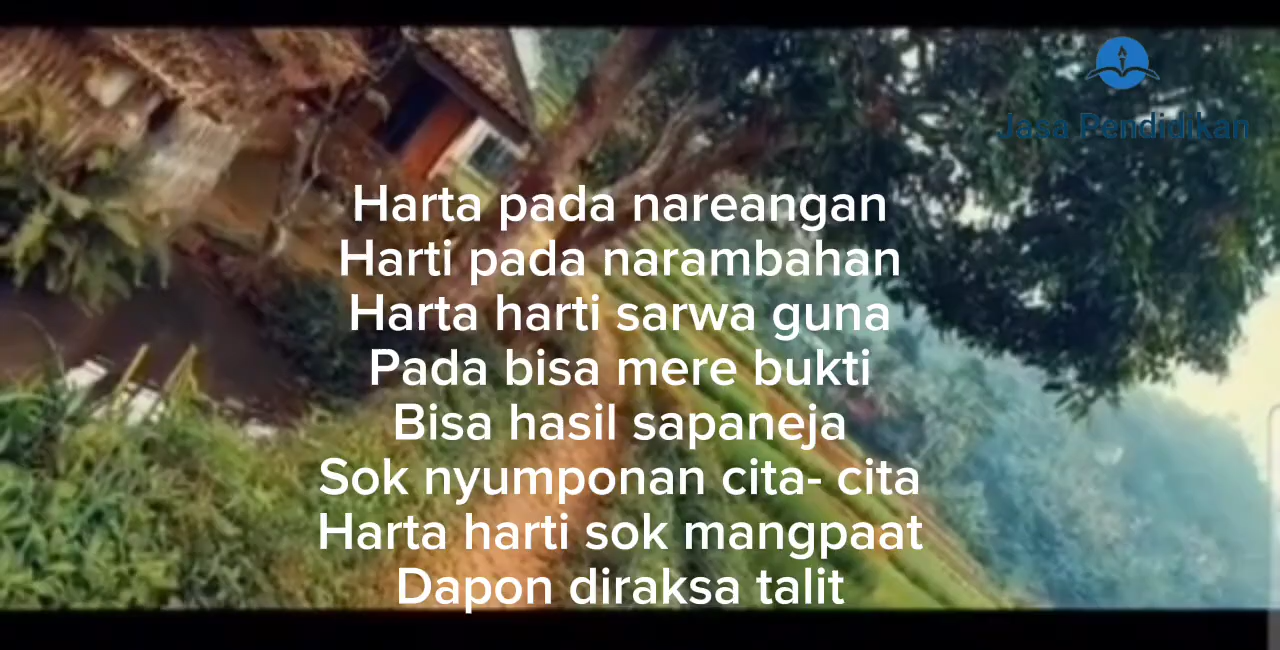 Jasa Pendidikan
Harta pada nareangan
Harti pada narambahan
Harta harti sarwa guna
Pada bisa mere bukti
Bisa hasil sapaneja
Sok nyumponan cita- cita
Harta harti sok mangpaat
Dapon diraksa talit